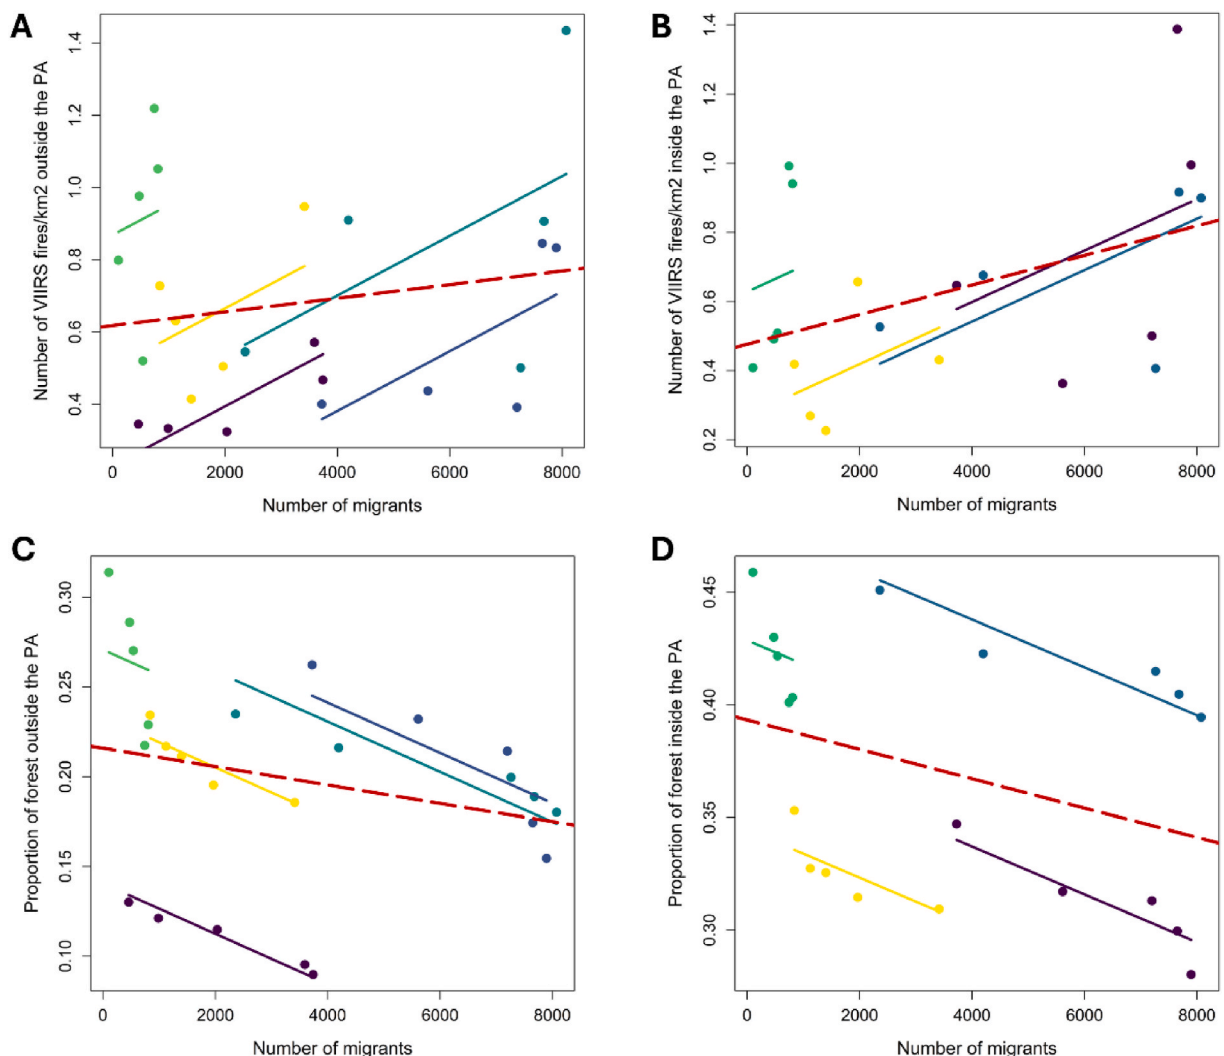 A
Number of VIIRS fires/km2 outside the PA
1.4
1.2
1.0
0.8
0.6
0.4
0 2000 4000 6000 8000
Number of migrants
B
Number of VIIRS fires/km2 inside the PA
1.4
1.2
1.0
0.8
0.6
0.4
0.2
0 2000 4000 6000 8000
Number of migrants
C
Proportion of forest outside the PA
0.30
0.25
0.20
0.15
0.10
0 2000 4000 6000 8000
Number of migrants
D
Proportion of forest inside the PA
0.45
0.40
0.35
0.30
0 2000 4000 6000 8000
Number of migrants